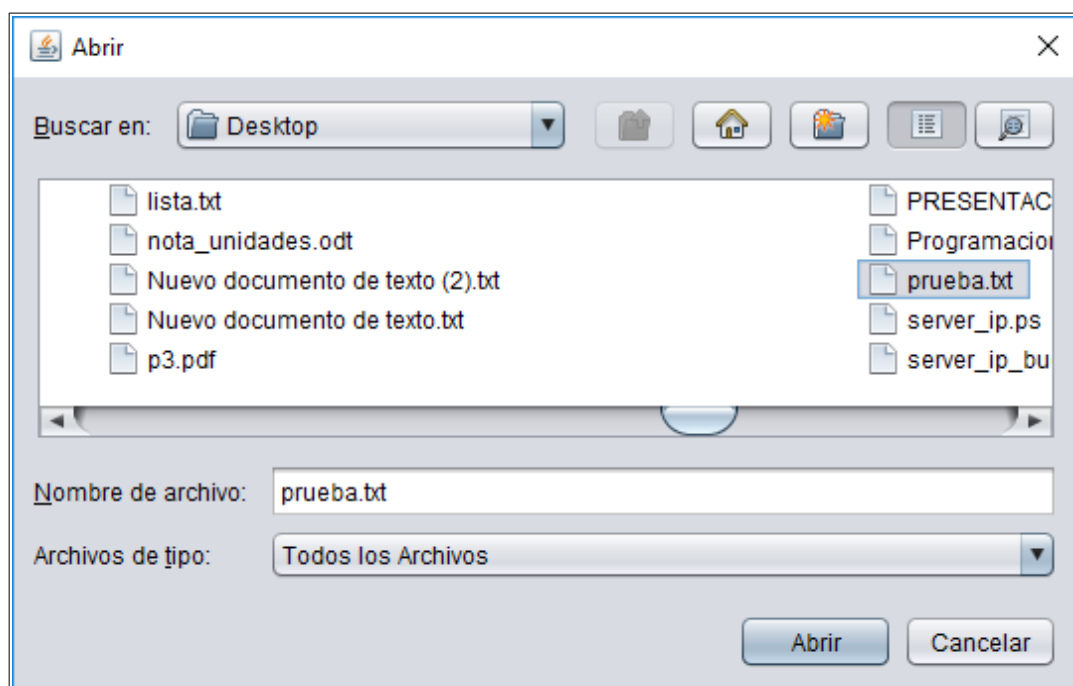 Abrir
Buscar en: Desktop
lista.txt
nota_unidades.odt
Nuevo documento de texto (2).txt
Nuevo documento de texto.txt
p3.pdf
PRESENTAC
Programacion
prueba.txt
server_ip.ps
server_ip_bu
Nombre de archivo: prueba.txt
Archivos de tipo: Todos los Archivos
Abrir Cancelar